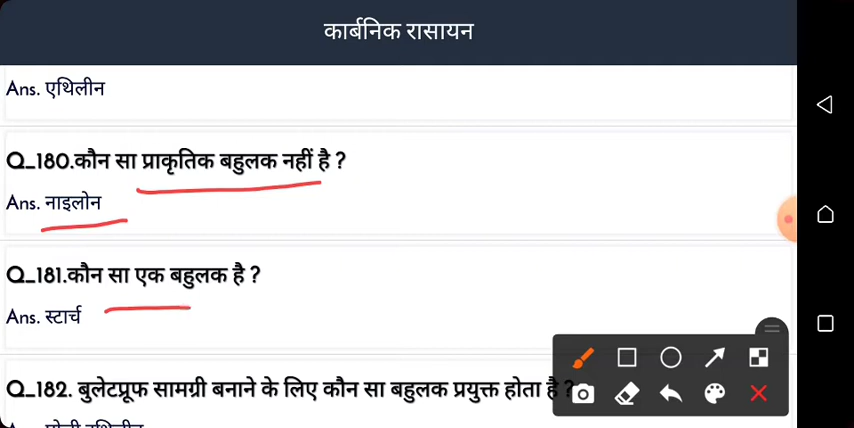 कार्बनिक रासायन
Ans. एथिलीन
Q_180.कौन सा प्राकृतिक बहुलक नहीं है ?
Ans. नाइलोन
Q_181.कौन सा एक बहुलक है ?
Ans. स्टार्च
Q_182. बुलेटप्रूफ सामग्री बनाने के लिए कौन सा बहुलक प्रयुक्त होता है ?